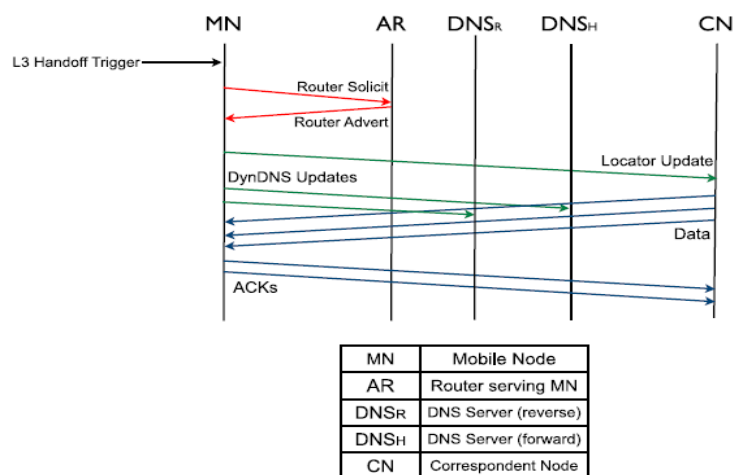 MN AR DNSR DNSH CN
L3 Handoff Trigger
Router Solicit
Router Advert
Locator Update
DynDNS Updates
Data
ACKs
MN Mobile Node
AR Router serving MN
DNSR DNS Server (reverse)
DNSH DNS Server (forward)
CN Correspondent Node